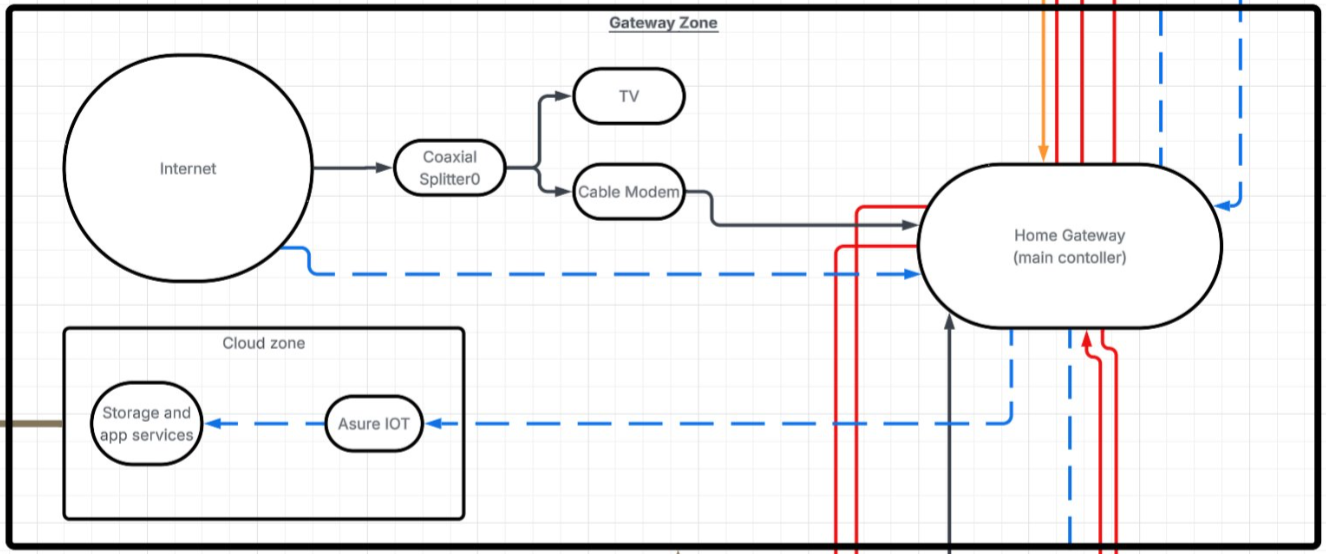 Gateway Zone
TV
Internet
Coaxial
Splitter0
Cable Modem
Home Gateway
(main contoller)
Cloud zone
Storage and
app services
Asure IOT